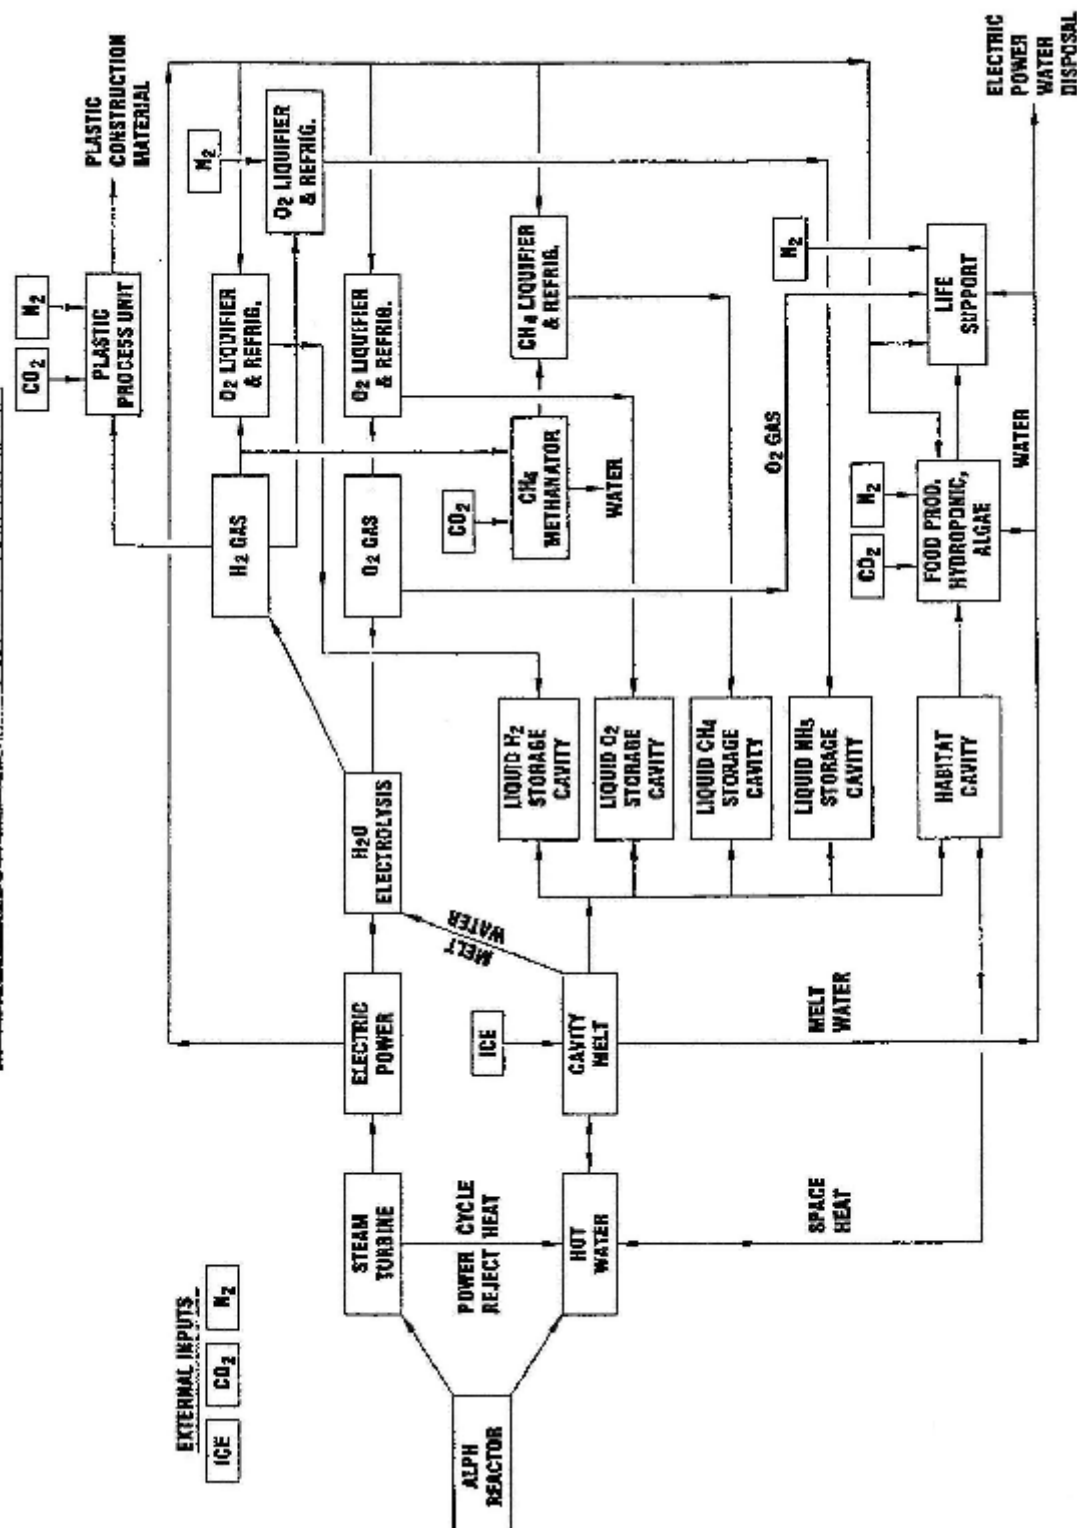 EXTERNAL INPUTS
ICE
CO2
N2
ALPH
REACTOR
STEAM
TURBINE
POWER CYCLE
REJECT HEAT
HOT
WATER
SPACE
HEAT
ELECTRIC
POWER
ICE
CAVITY
MELT
MELT
WATER
MELT
WATER
H2O
ELECTROLYSIS
LIQUID H2
STORAGE
CAVITY
LIQUID O2
STORAGE
CAVITY
LIQUID CH4
STORAGE
CAVITY
LIQUID NH3
STORAGE
CAVITY
HABITAT
CAVITY
H2 GAS
O2 GAS
CO2
CH4
METHANATOR
WATER
O2 GAS
CO2
N2
FOOD PROD.
HYDROPONIC,
ALGAE
WATER
CO2
N2
PLASTIC
PROCESS UNIT
O2 LIQUIFIER
& REFRIG.
O2 LIQUIFIER
& REFRIG.
CH4 LIQUIFIER
& REFRIG.
N2
LIFE
SUPPORT
N2
O2 LIQUIFIER
& REFRIG.
PLASTIC
CONSTRUCTION
MATERIAL
ELECTRIC
POWER
WATER
DISPOSAL